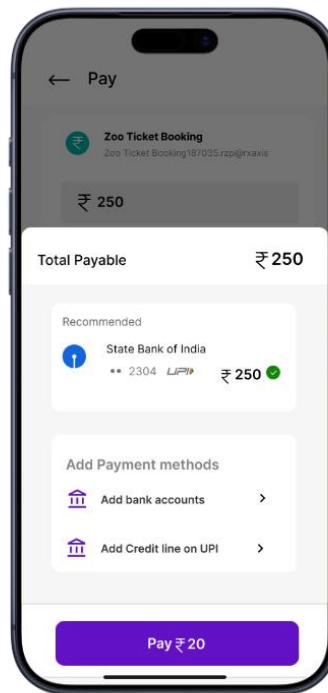 ← Pay
Zoo Ticket Booking
Zoo Ticket Booking187035.rzp@rxaxis
₹ 250
Total Payable ₹ 250
Recommended
State Bank of India
•• 2304 UPI ₹ 250
Add Payment methods
Add bank accounts >
Add Credit line on UPI >
Pay ₹ 20